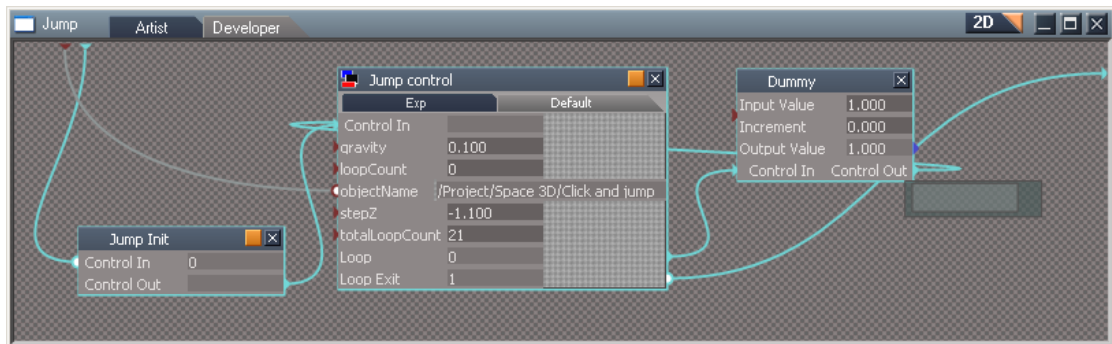 Jump Artist Developer 2D
Jump control
Exp Default
Control In
gravity 0.100
loopCount 0
objectName /Project/Space 3D/Click and jump
stepZ -1.100
totalLoopCount 21
Loop 0
Loop Exit 1
Dummy
Input Value 1.000
Increment 0.000
Output Value 1.000
Control In Control Out
Jump Init
Control In 0
Control Out